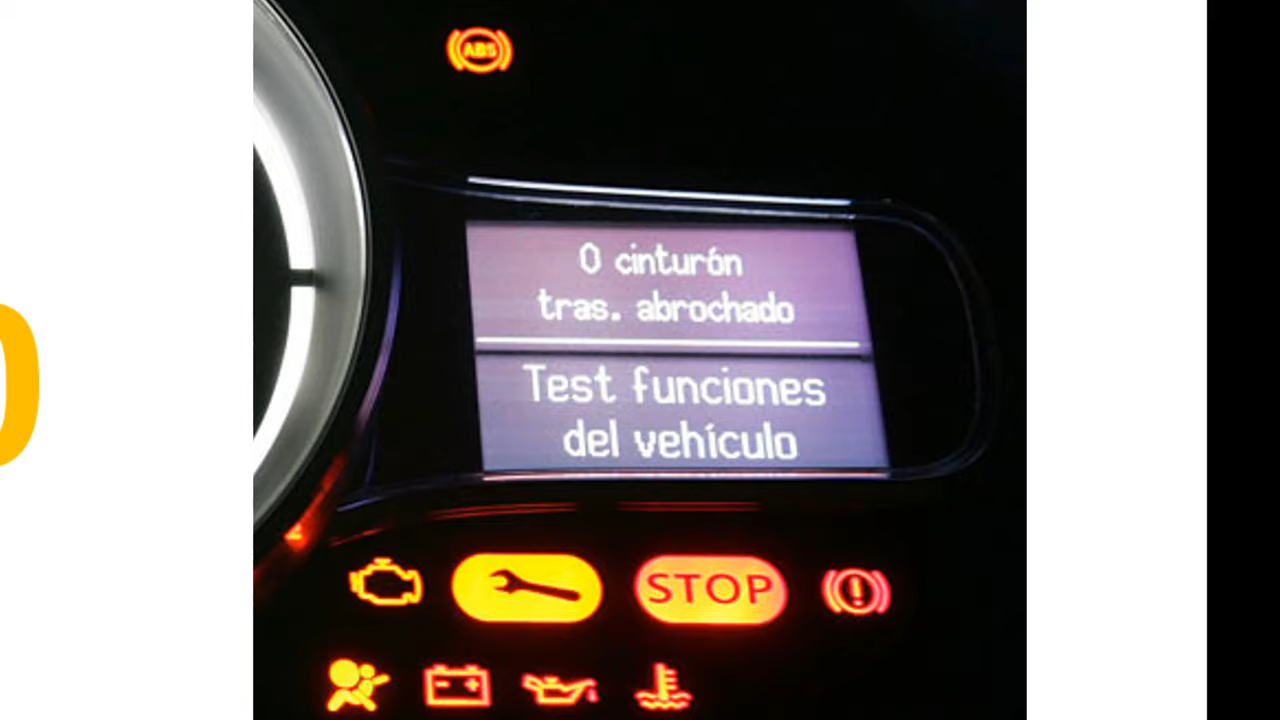 ABS
0 cinturón
tras. abrochado
Test funciones
del vehículo
STOP